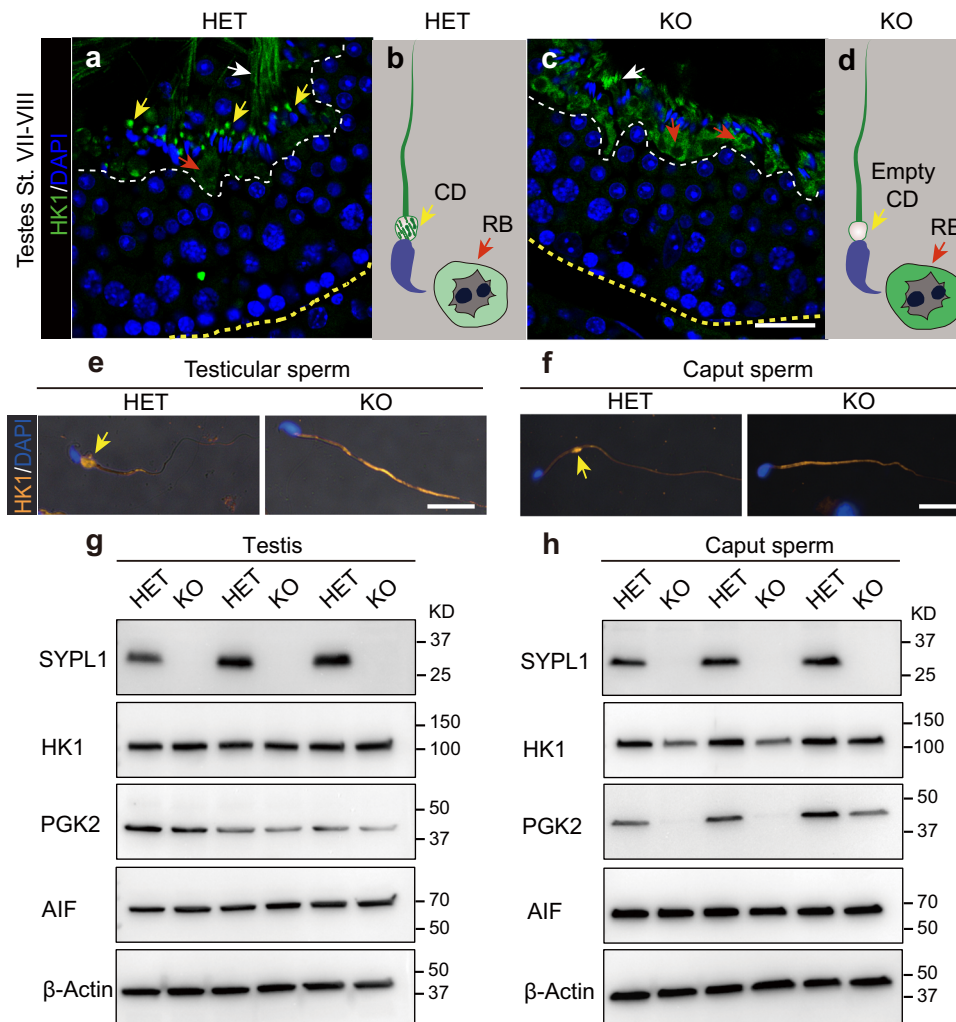 HET HET KO KO
Testes St. VII-VIII
HK1/DAPI
a b c d
CD
RB
Empty
CD
RB
e Testicular sperm
HET KO
f Caput sperm
HET KO
HK1/DAPI
g Testis
HET KO HET KO HET KO
KD
SYPL1
37
25
HK1
150
100
PGK2
50
37
AIF
70
50
β-Actin
50
37
h Caput sperm
HET KO HET KO HET KO
KD
SYPL1
37
25
HK1
150
100
PGK2
50
37
AIF
70
50
β-Actin
50
37